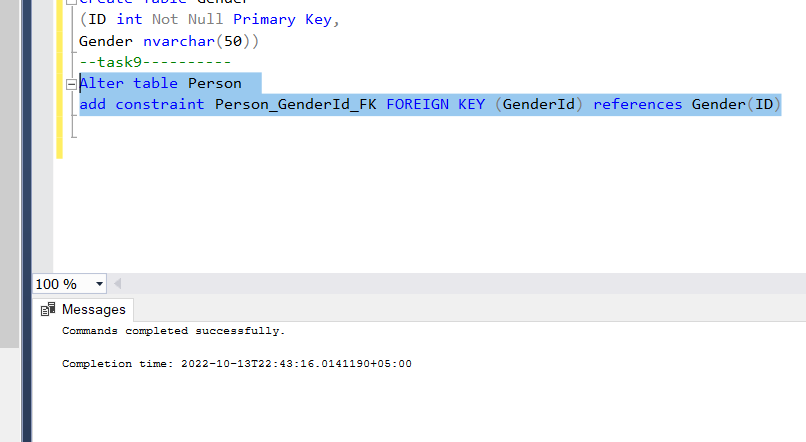 Create Table Gender
(ID int Not Null Primary Key,
Gender nvarchar(50))
--task9----------
Alter table Person
add constraint Person_GenderId_FK FOREIGN KEY (GenderId) references Gender(ID)
100 %
Messages
Commands completed successfully.
Completion time: 2022-10-13T22:43:16.0141190+05:00